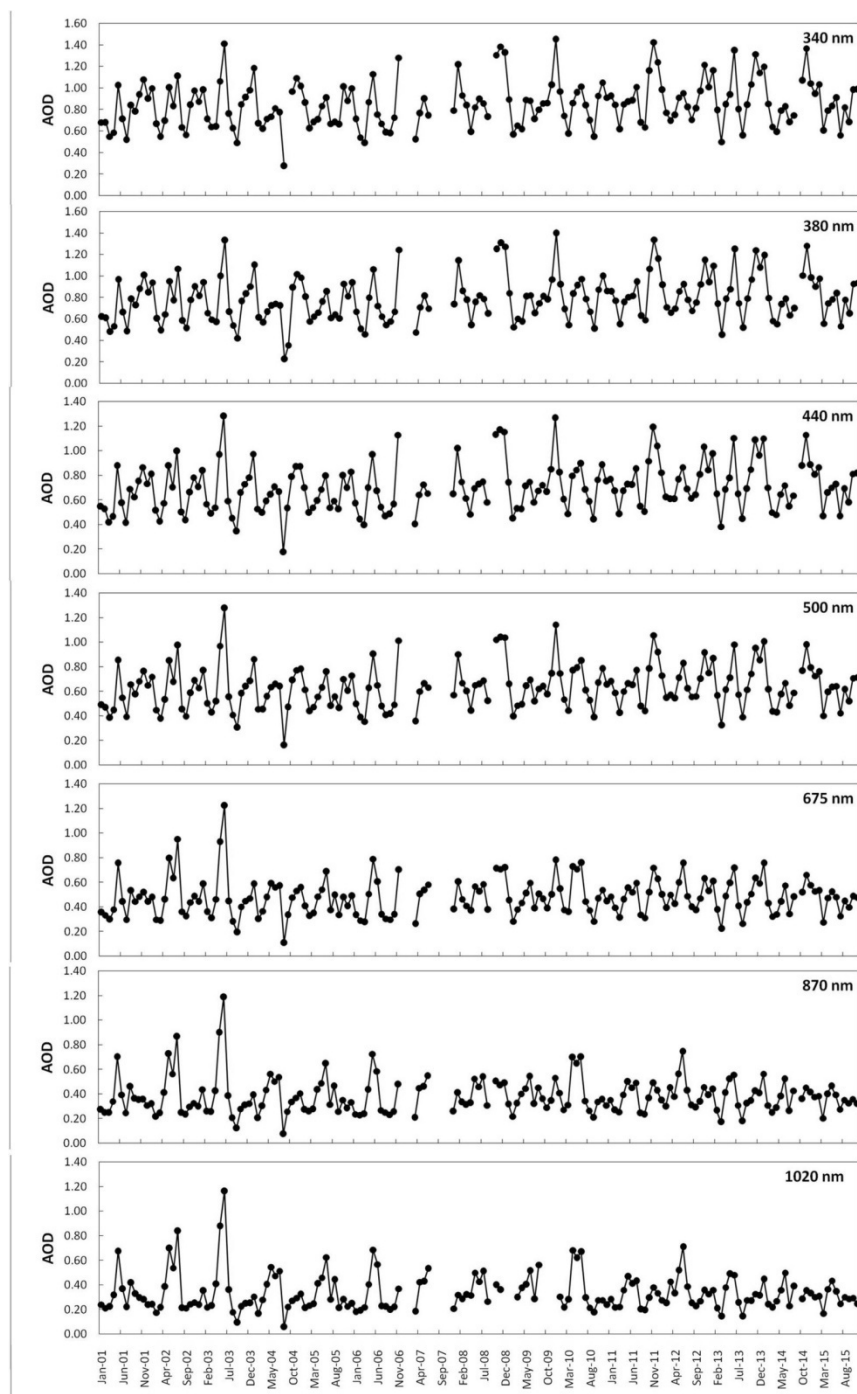 340 nm
AOD
1.60
1.40
1.20
1.00
0.80
0.60
0.40
0.20
0.00
380 nm
AOD
1.60
1.40
1.20
1.00
0.80
0.60
0.40
0.20
0.00
440 nm
AOD
1.40
1.20
1.00
0.80
0.60
0.40
0.20
0.00
500 nm
AOD
1.40
1.20
1.00
0.80
0.60
0.40
0.20
0.00
675 nm
AOD
1.40
1.20
1.00
0.80
0.60
0.40
0.20
0.00
870 nm
AOD
1.40
1.20
1.00
0.80
0.60
0.40
0.20
0.00
1020 nm
AOD
1.40
1.20
1.00
0.80
0.60
0.40
0.20
0.00
Jan-01
Jun-01
Nov-01
Apr-02
Sep-02
Feb-03
Jul-03
Dec-03
May-04
Oct-04
Mar-05
Aug-05
Jan-06
Jun-06
Nov-06
Apr-07
Sep-07
Feb-08
Jul-08
Dec-08
May-09
Oct-09
Mar-10
Aug-10
Jan-11
Jun-11
Nov-11
Apr-12
Sep-12
Feb-13
Jul-13
Dec-13
May-14
Oct-14
Mar-15
Aug-15